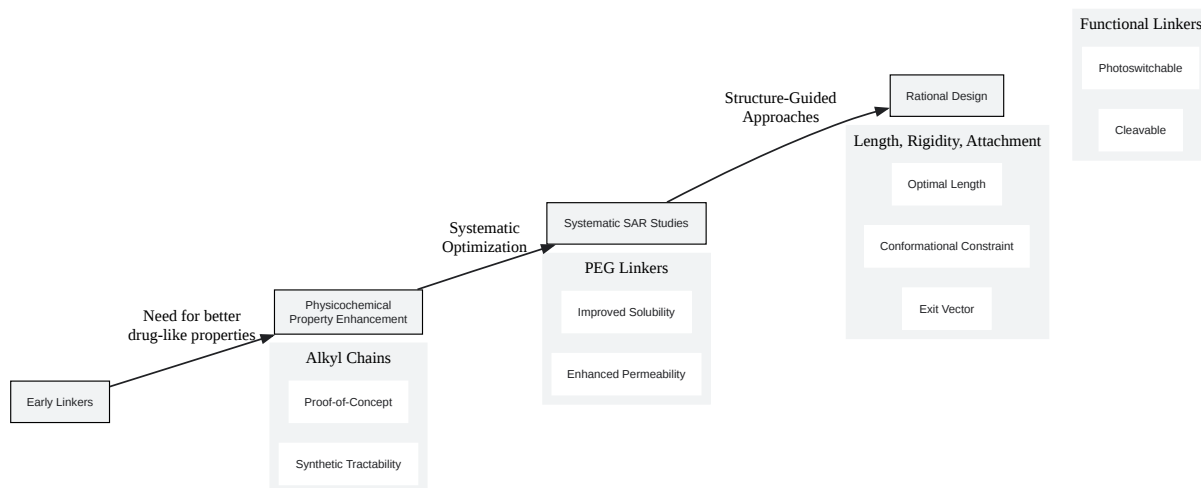 Early Linkers
Need for better
drug-like properties
Physicochemical
Property Enhancement
Alkyl Chains
Proof-of-Concept
Synthetic Tractability
Systematic
Optimization
Systematic SAR Studies
PEG Linkers
Improved Solubility
Enhanced Permeability
Structure-Guided
Approaches
Rational Design
Length, Rigidity, Attachment
Optimal Length
Conformational Constraint
Exit Vector
Functional Linkers
Photoswitchable
Cleavable